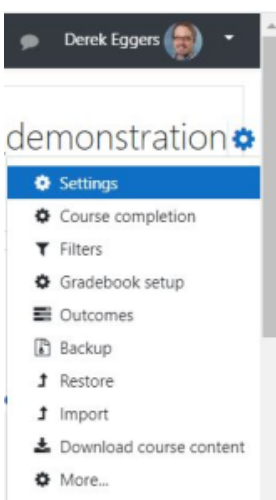 Derek Eggers
demonstration
Settings
Course completion
Filters
Gradebook setup
Outcomes
Backup
Restore
Import
Download course content
More...